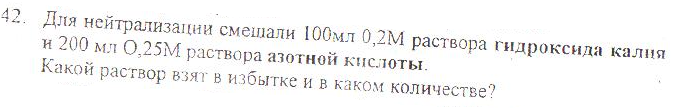 42. Для нейтрализации смешали 100мл 0,2М раствора гидроксида калия
и 200 мл О,25М раствора азотной кислоты.
Какой раствор взят в избытке и в каком количестве?